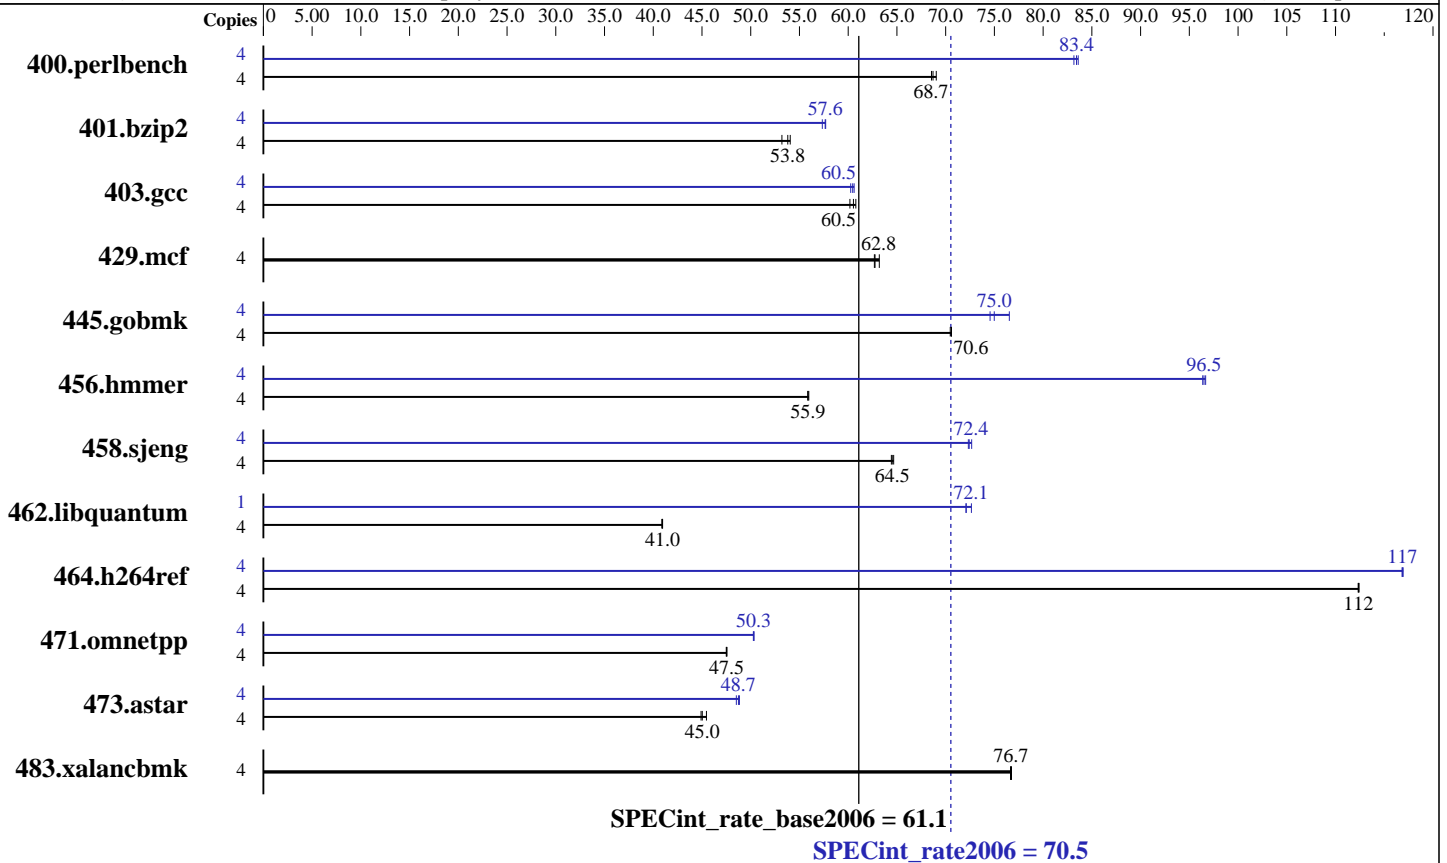 Copies 0 5.00 10.0 15.0 20.0 25.0 30.0 35.0 40.0 45.0 50.0 55.0 60.0 65.0 70.0 75.0 80.0 85.0 90.0 95.0 100 105 110 120
400.perlbench 4 83.4
4 68.7
401.bzip2 4 57.6
4 53.8
403.gcc 4 60.5
4 60.5
429.mcf 4 62.8
445.gobmk 4 75.0
4 70.6
456.hmmer 4 96.5
4 55.9
458.sjeng 4 72.4
4 64.5
462.libquantum 1 72.1
4 41.0
464.h264ref 4 117
4 112
471.omnetpp 4 50.3
4 47.5
473.astar 4 48.7
4 45.0
483.xalancbmk 4 76.7
SPECint_rate_base2006 = 61.1
SPECint_rate2006 = 70.5